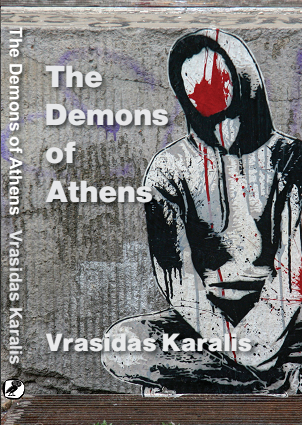 The
Demons
of
Athens
Vrasidas Karalis
The Demons of Athens Vrasidas Karalis